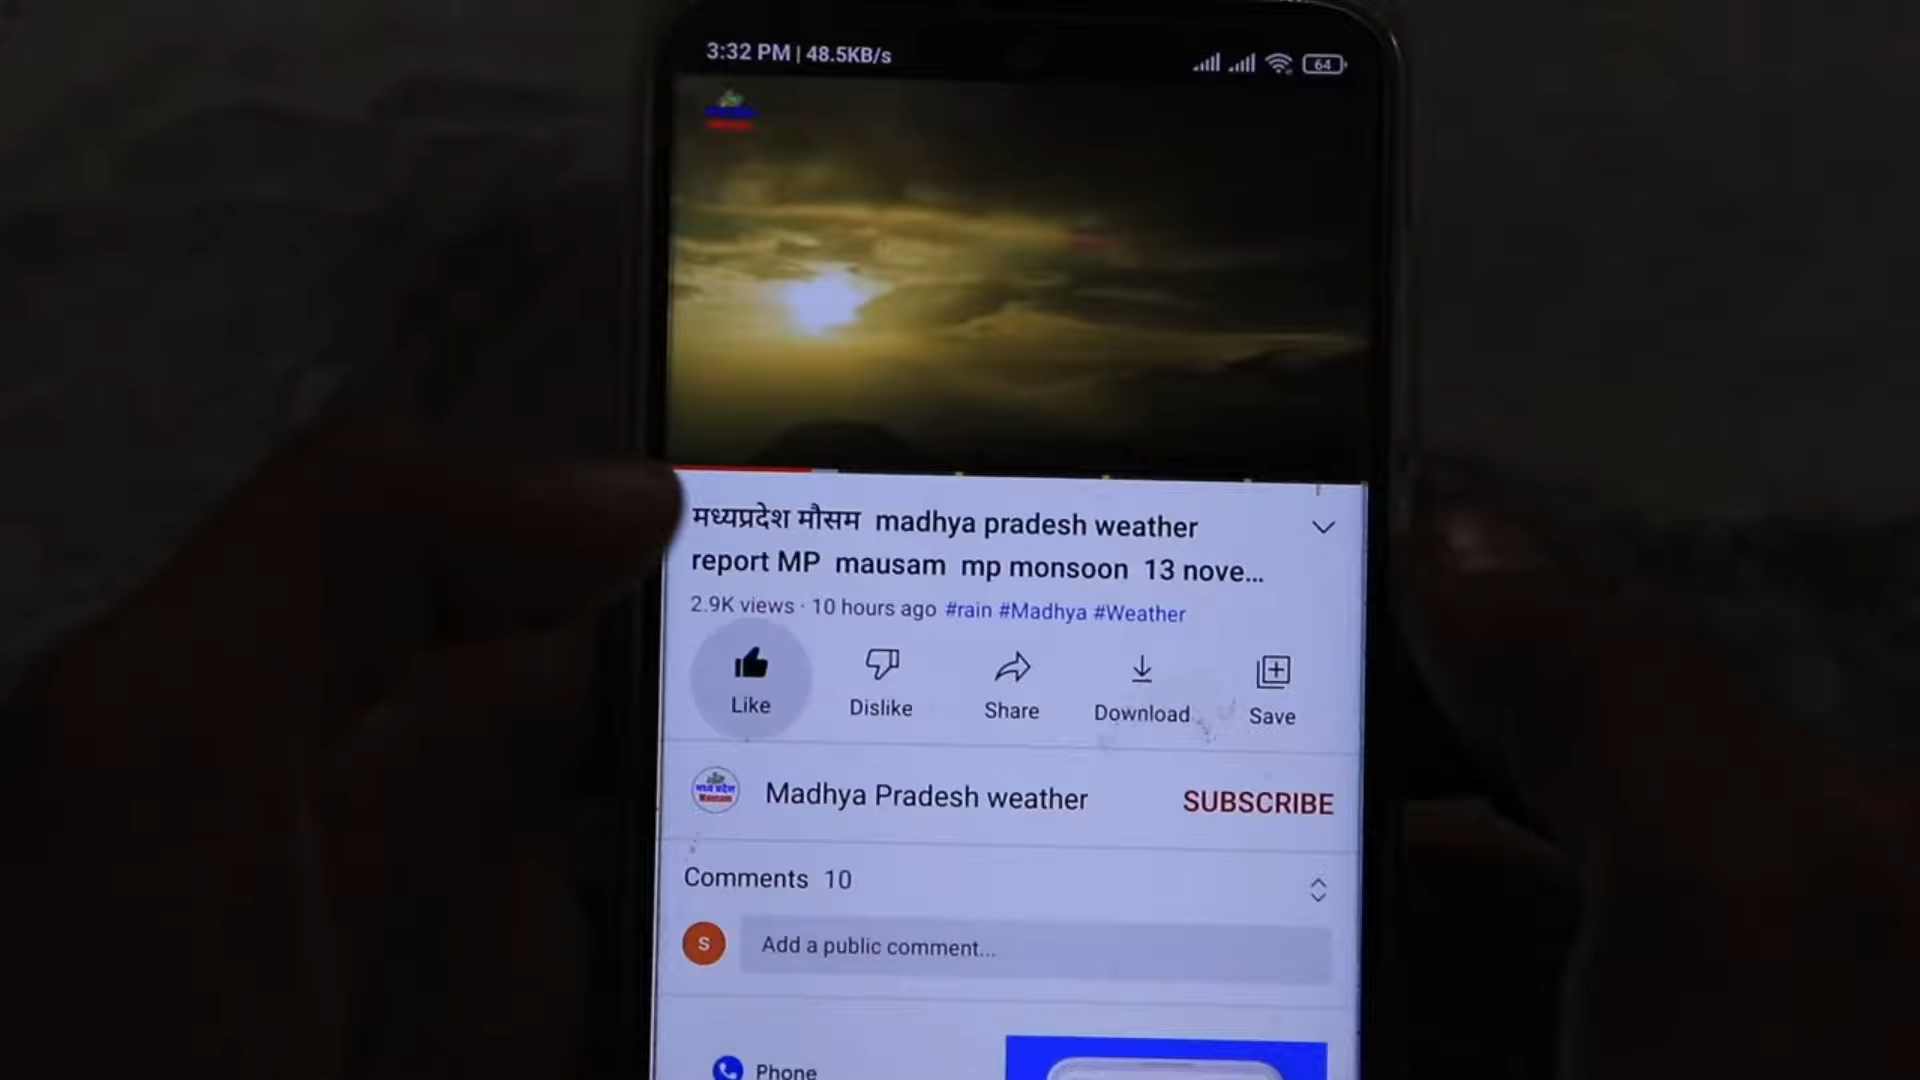 3:32 PM | 48.5KB/s
64
मध्यप्रदेश मौसम madhya pradesh weather
report MP mausam mp monsoon 13 nove...
2.9K views · 10 hours ago #rain #Madhya #Weather
Like Dislike Share Download Save
Madhya Pradesh weather SUBSCRIBE
Comments 10
S Add a public comment...
Phone